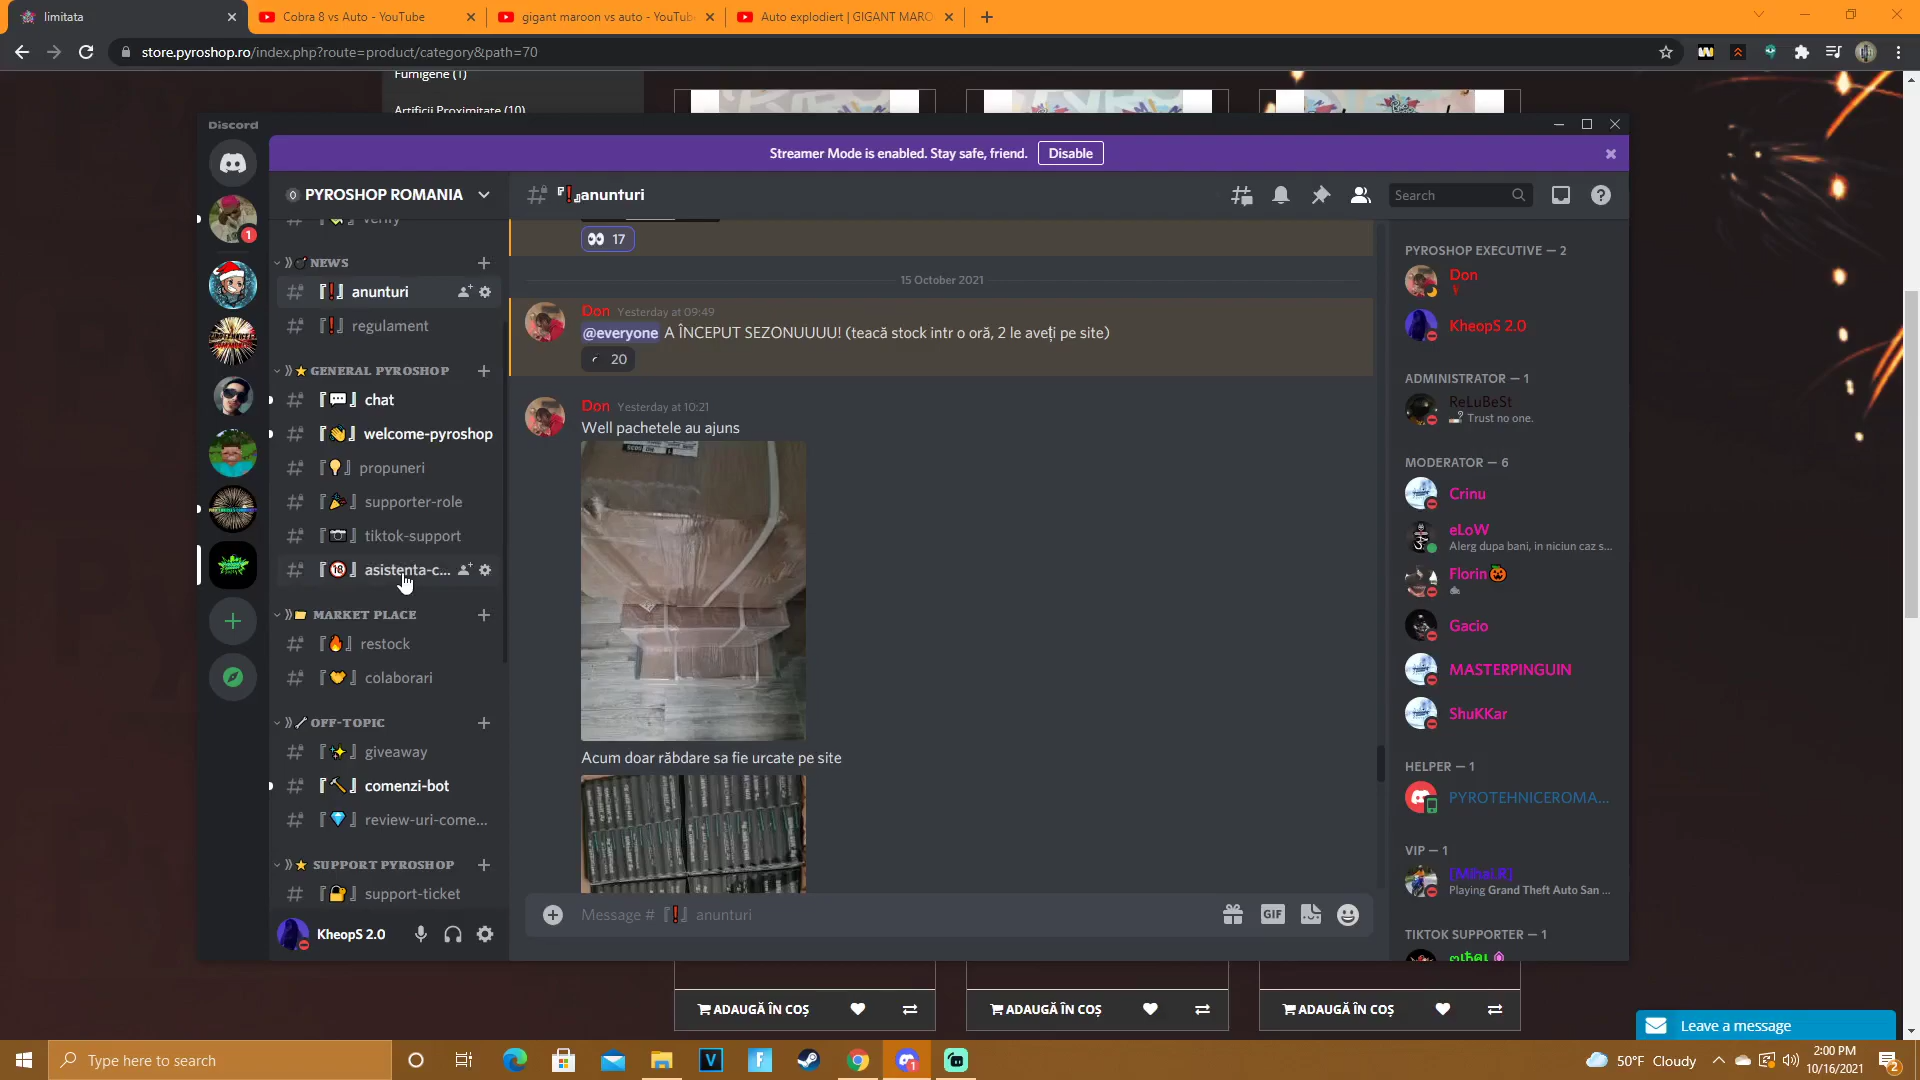 limitata
Cobra 8 vs Auto - YouTube
gigant maroon vs auto - YouTub
Auto explodiert | GIGANT MARO
store.pyroshop.ro/index.php?route=product/category&path=70
Fumigene (1)
Artificii Proximitate (10)
Discord
Streamer Mode is enabled. Stay safe, friend.
Disable
PYROSHOP ROMANIA
『❗』anunturi
Search
verify
NEWS
『❗』 anunturi
『❗』 regulament
GENERAL PYROSHOP
『💬』 chat
『👋』 welcome-pyroshop
『💡』 propuneri
『🎉』 supporter-role
『📷』 tiktok-support
『🔞』 asistenta-c...
MARKET PLACE
『🔥』 restock
『🤝』 colaborari
OFF-TOPIC
『✨』 giveaway
『🔨』 comenzi-bot
『💎』 review-uri-come...
SUPPORT PYROSHOP
『🔐』 support-ticket
KheopS 2.0
👀 17
15 October 2021
Don Yesterday at 09:49
@everyone A ÎNCEPUT SEZONUUUU! (teacă stock intr o oră, 2 le aveți pe site)
20
Don Yesterday at 10:21
Well pachetele au ajuns
Acum doar răbdare sa fie urcate pe site
Message # 『❗』 anunturi
GIF
PYROSHOP EXECUTIVE — 2
Don
KheopS 2.0
ADMINISTRATOR — 1
ReLuBeSt
Trust no one.
MODERATOR — 6
Crinu
eLoW
Alerg dupa bani, in niciun caz s...
Florin🎃
Gacio
MASTERPINGUIN
ShuKKar
HELPER — 1
PYROTEHNICEROMA...
VIP — 1
[MihaLR]
Playing Grand Theft Auto San ...
TIKTOK SUPPORTER — 1
ADAUGĂ ÎN COȘ
ADAUGĂ ÎN COȘ
ADAUGĂ ÎN COȘ
Leave a message
Type here to search
50°F Cloudy
2:00 PM
10/16/2021
2